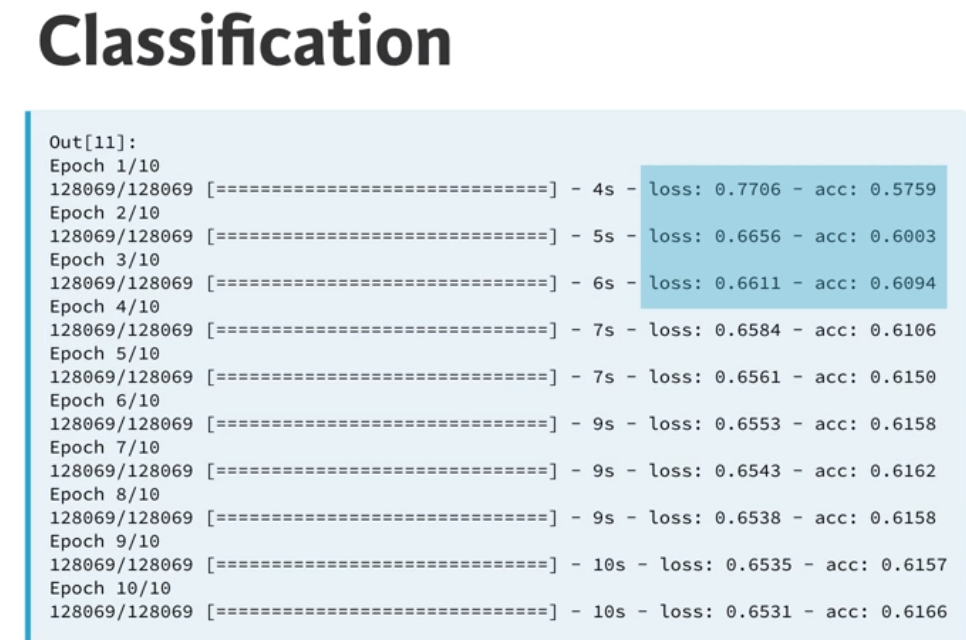 Classification
Out[11]:
Epoch 1/10
128069/128069 [==============================] - 4s - loss: 0.7706 - acc: 0.5759
Epoch 2/10
128069/128069 [==============================] - 5s - loss: 0.6656 - acc: 0.6003
Epoch 3/10
128069/128069 [==============================] - 6s - loss: 0.6611 - acc: 0.6094
Epoch 4/10
128069/128069 [==============================] - 7s - loss: 0.6584 - acc: 0.6106
Epoch 5/10
128069/128069 [==============================] - 7s - loss: 0.6561 - acc: 0.6150
Epoch 6/10
128069/128069 [==============================] - 9s - loss: 0.6553 - acc: 0.6158
Epoch 7/10
128069/128069 [==============================] - 9s - loss: 0.6543 - acc: 0.6162
Epoch 8/10
128069/128069 [==============================] - 9s - loss: 0.6538 - acc: 0.6158
Epoch 9/10
128069/128069 [==============================] - 10s - loss: 0.6535 - acc: 0.6157
Epoch 10/10
128069/128069 [==============================] - 10s - loss: 0.6531 - acc: 0.6166